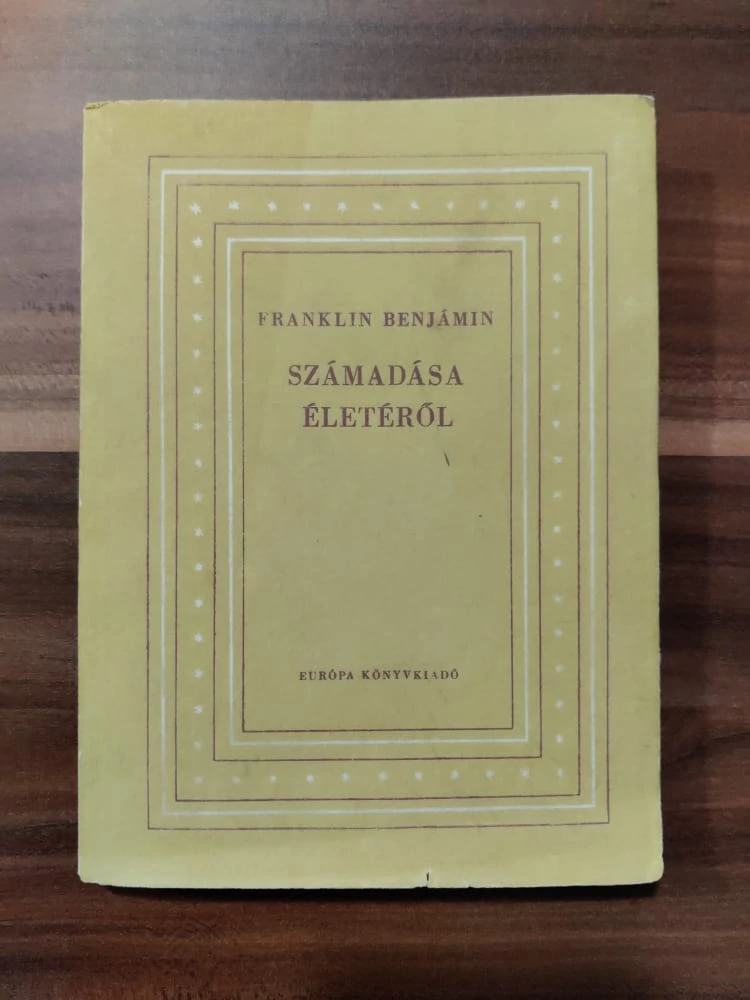 FRANKLIN BENJÁMIN
SZÁMADÁSA
ÉLETÉRŐL
EURÓPA KÖNYVKIADÓ